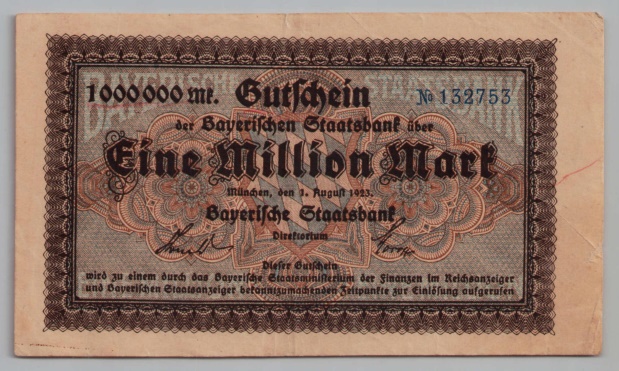 BAYERISCHE STAATSBANK
1000000 Mk. Gutschein № 132753
der Bayerischen Staatsbank über
Eine Million Mark
München, den 1. August 1923.
Bayerische Staatsbank
Direktorium
Dieser Gutschein
wird zu einem durch das Bayerische Staatsministerium der Finanzen im Reichsanzeiger
und Bayerischen Staatsanzeiger bekanntzumachenden Zeitpunkte zur Einlösung aufgerufen